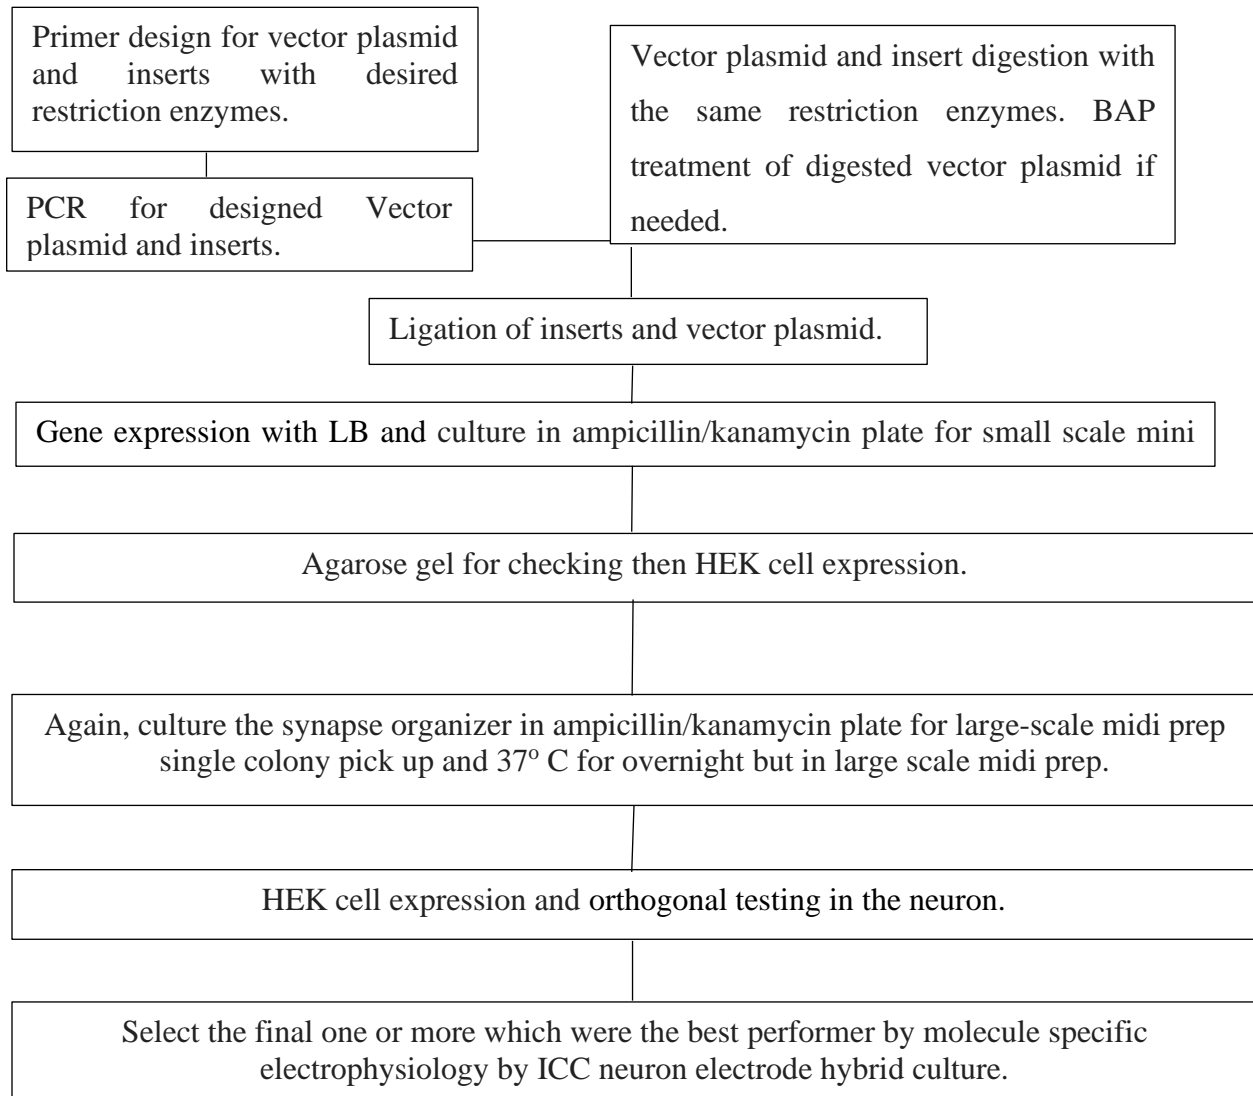 Primer design for vector plasmid
and inserts with desired
restriction enzymes.
PCR for designed Vector
plasmid and inserts.
Vector plasmid and insert digestion with
the same restriction enzymes. BAP
treatment of digested vector plasmid if
needed.
Ligation of inserts and vector plasmid.
Gene expression with LB and culture in ampicillin/kanamycin plate for small scale mini
Agarose gel for checking then HEK cell expression.
Again, culture the synapse organizer in ampicillin/kanamycin plate for large-scale midi prep
single colony pick up and 37° C for overnight but in large scale midi prep.
HEK cell expression and orthogonal testing in the neuron.
Select the final one or more which were the best performer by molecule specific
electrophysiology by ICC neuron electrode hybrid culture.